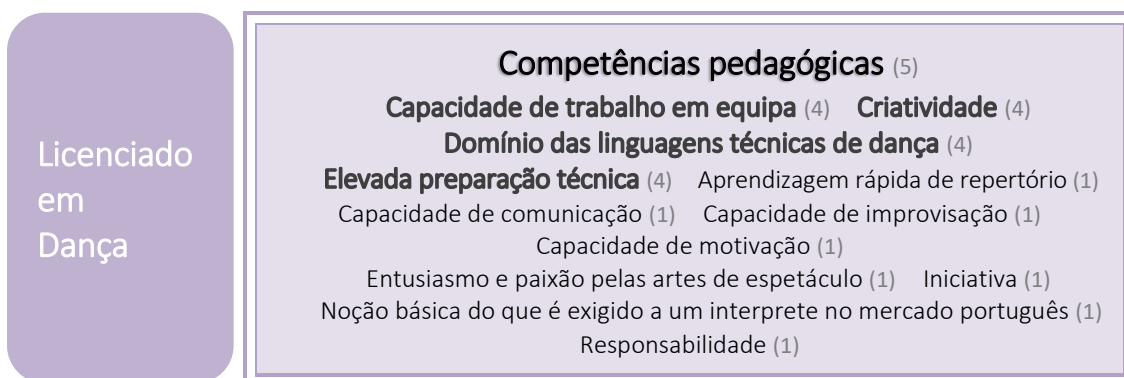 Licenciado
em
Dança
Competências pedagógicas (5)
Capacidade de trabalho em equipa (4) Criatividade (4)
Domínio das linguagens técnicas de dança (4)
Elevada preparação técnica (4) Aprendizagem rápida de repertório (1)
Capacidade de comunicação (1) Capacidade de improvisação (1)
Capacidade de motivação (1)
Entusiasmo e paixão pelas artes de espetáculo (1) Iniciativa (1)
Noção básica do que é exigido a um interprete no mercado português (1)
Responsabilidade (1)